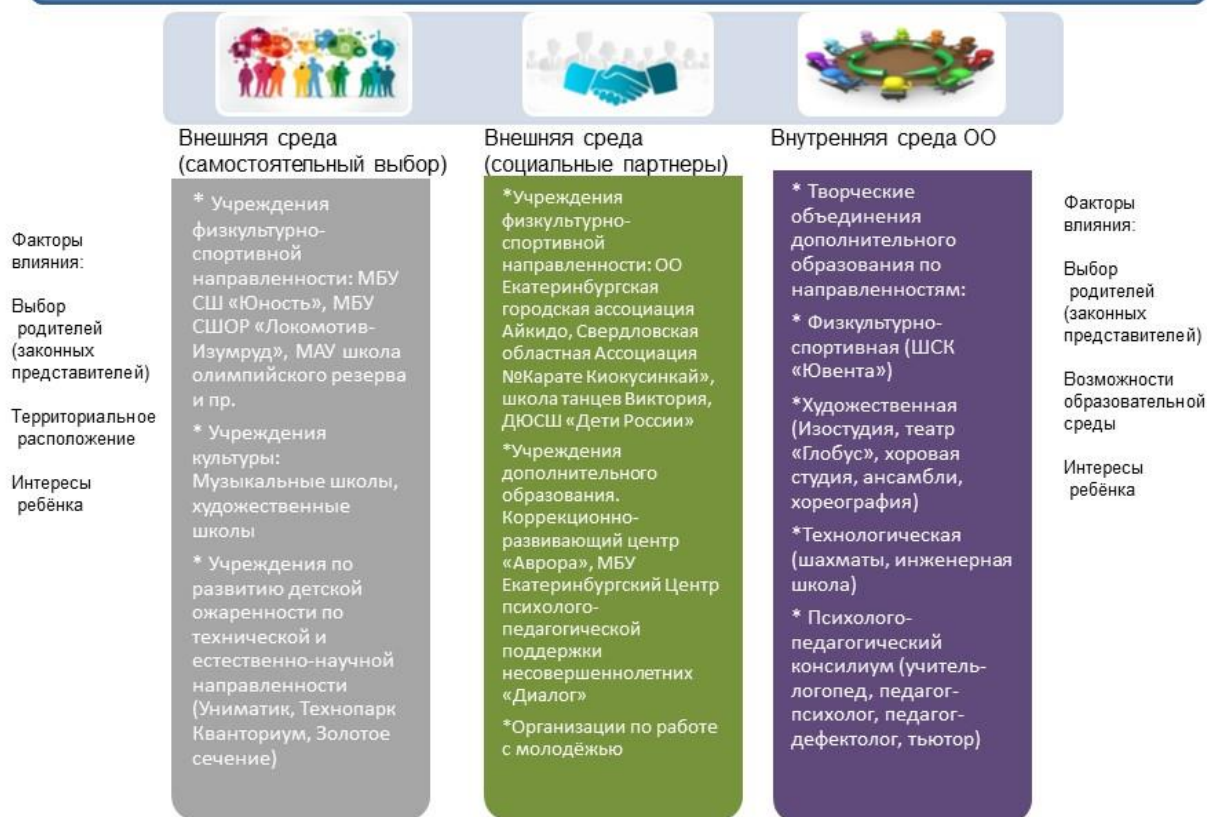 Внешняя среда
(самостоятельный выбор)
Внешняя среда
(социальные партнеры)
Внутренняя среда ОО
Факторы
влияния:
Выбор
родителей
(законных
представителей)
Территориальное
расположение
Интересы
ребёнка
* Учреждения
физкультурно-
спортивной
направленности: МБУ
СШ «Юность», МБУ
СШОР «Локомотив-
Изумруд», МАУ школа
олимпийского резерва
и пр.
* Учреждения
культуры:
Музыкальные школы,
художественные
школы
* Учреждения по
развитию детской
ожаренности по
технической и
естественно-научной
направленности
(Униматик, Технопарк
Кванториум, Золотое
сечение)
*Учреждения
физкультурно-
спортивной
направленности: ОО
Екатеринбургская
городская ассоциация
Айкидо, Свердловская
областная Ассоциация
№Карате Киокусинкай»,
школа танцев Виктория,
ДЮСШ «Дети России»
*Учреждения
дополнительного
образования.
Коррекционно-
развивающий центр
«Аврора», МБУ
Екатеринбургский Центр
психолого-
педагогической
поддержки
несовершеннолетних
«Диалог»
*Организации по работе
с молодёжью
* Творческие
объединения
дополнительного
образования по
направленностям:
* Физкультурно-
спортивная (ШСК
«Ювента»)
*Художественная
(Изостудия, театр
«Глобус», хоровая
студия, ансамбли,
хореография)
*Технологическая
(шахматы, инженерная
школа)
* Психолого-
педагогический
консилиум (учитель-
логопед, педагог-
психолог, педагог-
дефектолог, тьютор)
Факторы
влияния:
Выбор
родителей
(законных
представителей)
Возможности
образовательной
среды
Интересы
ребёнка